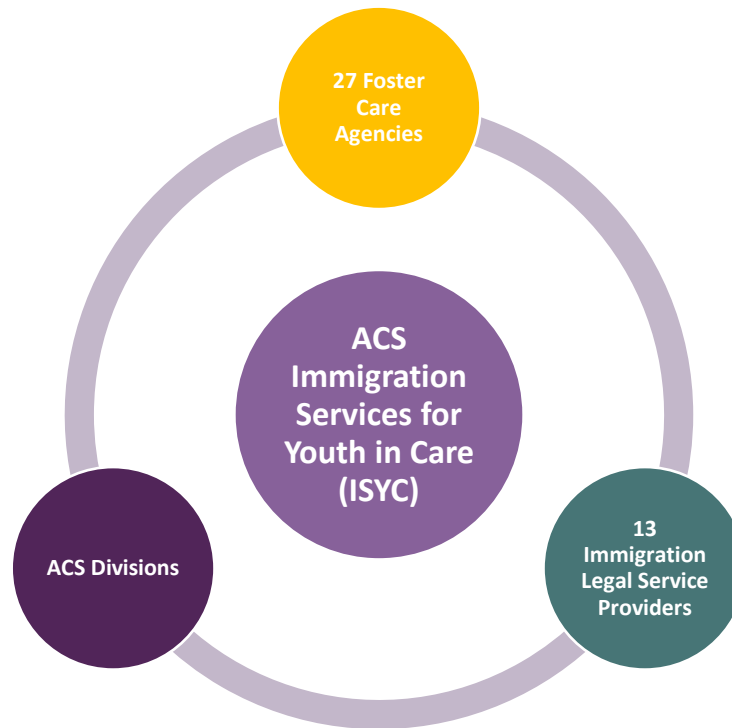 27 Foster
Care
Agencies
ACS
Immigration
Services for
Youth in Care
(ISYC)
ACS Divisions
13
Immigration
Legal Service
Providers